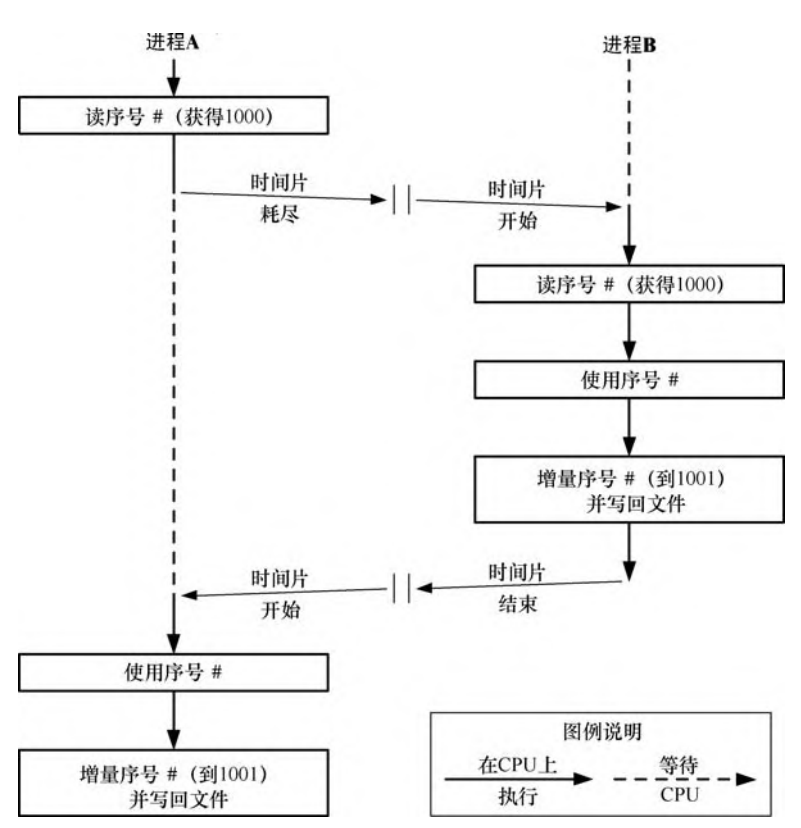 进程A
进程B
读序号 # (获得1000)
时间片
耗尽
时间片
开始
读序号 # (获得1000)
使用序号 #
增量序号 # (到1001)
并写回文件
时间片
结束
时间片
开始
使用序号 #
增量序号 # (到1001)
并写回文件
图例说明
在CPU上
执行
等待
CPU